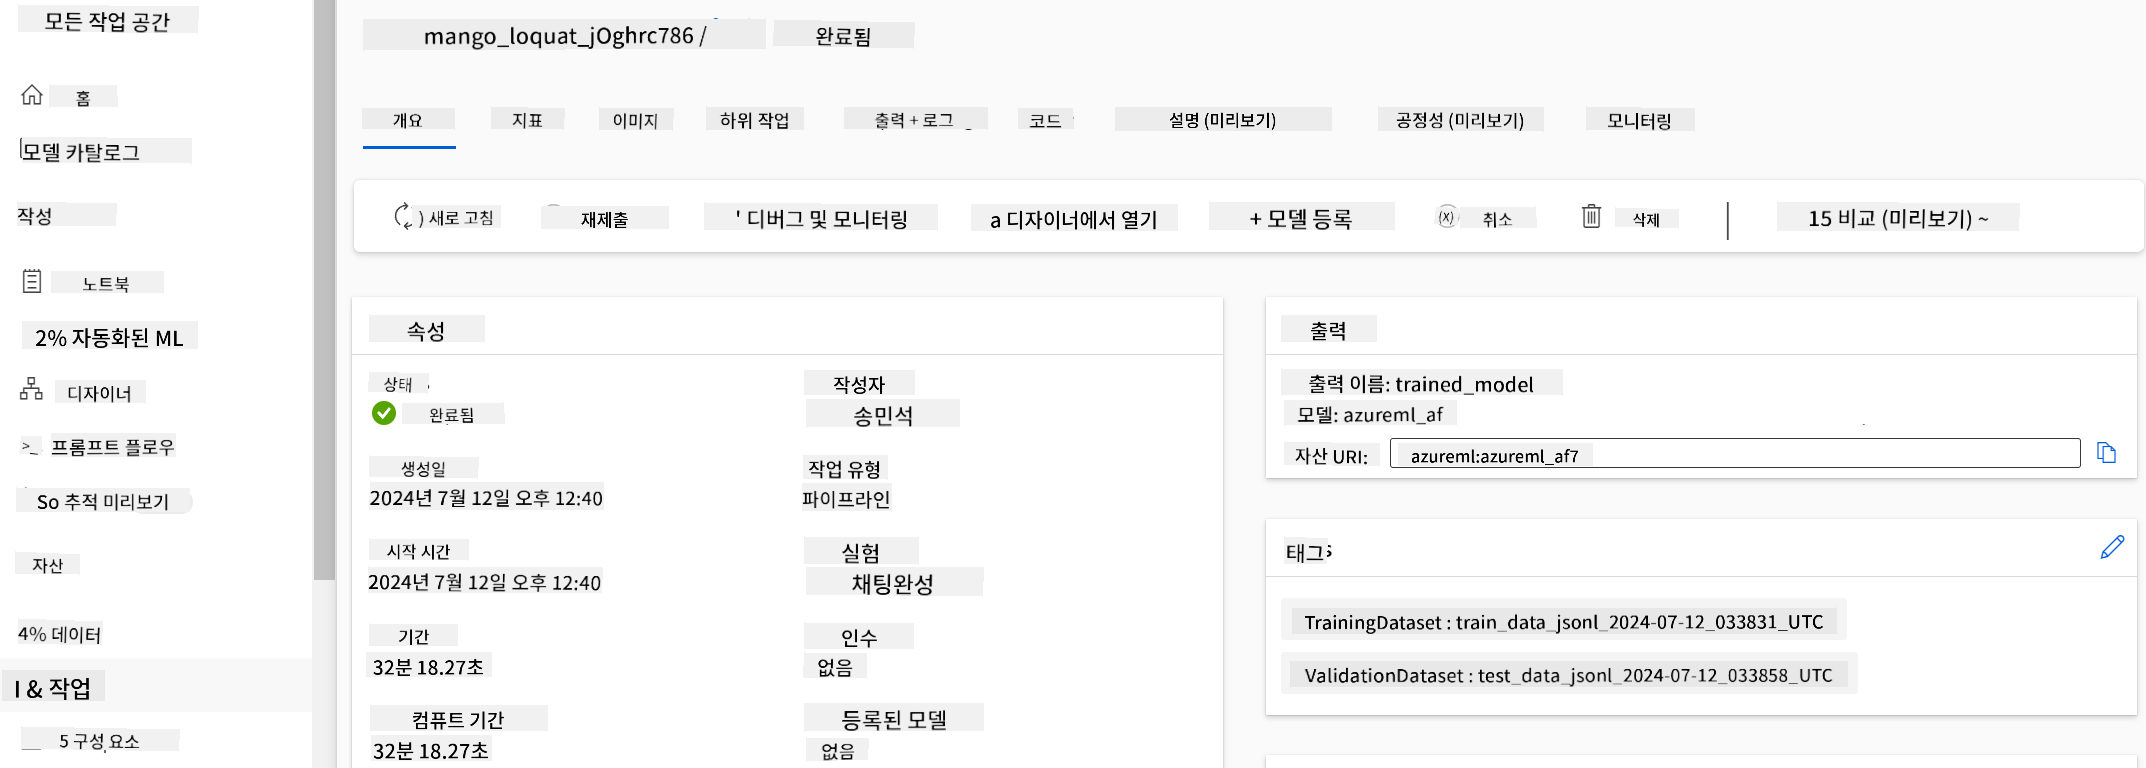 모든 작업 공간
홈
모델 카탈로그
작성
노트북
2% 자동화된 ML
디자이너
>_ 프롬프트 플로우
So 추적 미리보기
자산
4% 데이터
I & 작업
5 구성 요소
mango_loquat_jOghrc786 / 완료됨
개요 지표 이미지 하위 작업 출력 + 로그 코드 설명 (미리보기) 공정성 (미리보기) 모니터링
) 새로 고침 재제출 ' 디버그 및 모니터링 a 디자이너에서 열기 + 모델 등록 (x) 취소 삭제 15 비교 (미리보기) ~
속성
상태
완료됨
생성일
2024년 7월 12일 오후 12:40
시작 시간
2024년 7월 12일 오후 12:40
기간
32분 18.27초
컴퓨트 기간
32분 18.27초
작성자
송민석
작업 유형
파이프라인
실험
채팅완성
인수
없음
등록된 모델
없음
출력
출력 이름: trained_model
모델: azureml_af
자산 URI: azureml:azureml_af7
태그s
TrainingDataset : train_data_jsonl_2024-07-12_033831_UTC
ValidationDataset : test_data_jsonl_2024-07-12_033858_UTC